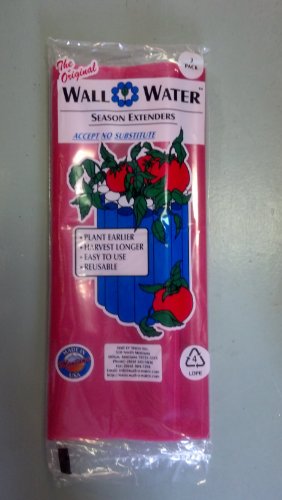 The Original
? PACK
WALL WATER
SEASON EXTENDERS
ACCEPT NO SUBSTITUTE
• PLANT EARLIER
• HARVEST LONGER
• EASY TO USE
• REUSABLE
MADE IN
USA
4
LDPE